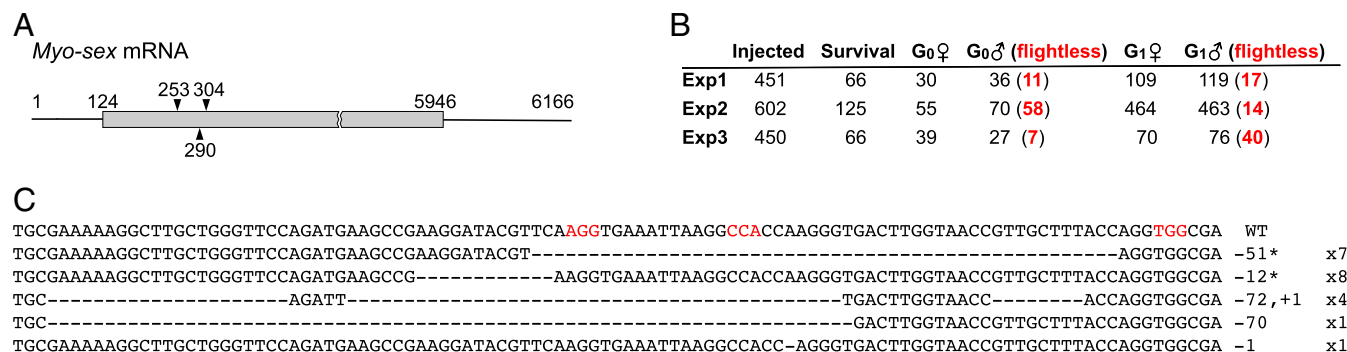 A
Myo-sex mRNA
253 304
1 124 5946 6166
290
B
Injected Survival G0♀ G0♂ (flightless) G1♀ G1♂ (flightless)
Exp1 451 66 30 36 (11) 109 119 (17)
Exp2 602 125 55 70 (58) 464 463 (14)
Exp3 450 66 39 27 (7) 70 76 (40)
C
TGCGAAAAAGGCTTGCTGGGTTCCAGATGAAGCCGAAGGATACGTTCAAGGTGAAATTAAGGCCACCAAGGGTGACTTGGTAACCGTTGCTTTACCAGGTGGCGA WT
TGCGAAAAAGGCTTGCTGGGTTCCAGATGAAGCCGAAGGATACGT---------------------------------------------------AGGTGGCGA -51* x7
TGCGAAAAAGGCTTGCTGGGTTCCAGATGAAGCCG------------AAGGTGAAATTAAGGCCACCAAGGGTGACTTGGTAACCGTTGCTTTACCAGGTGGCGA -12* x8
TGC---------------------AGATT-------------------------------------------TGACTTGGTAACC--------ACCAGGTGGCGA -72,+1 x4
TGC----------------------------------------------------------------------GACTTGGTAACCGTTGCTTTACCAGGTGGCGA -70 x1
TGCGAAAAAGGCTTGCTGGGTTCCAGATGAAGCCGAAGGATACGTTCAAGGTGAAATTAAGGCCACC-AGGGTGACTTGGTAACCGTTGCTTTACCAGGTGGCGA -1 x1